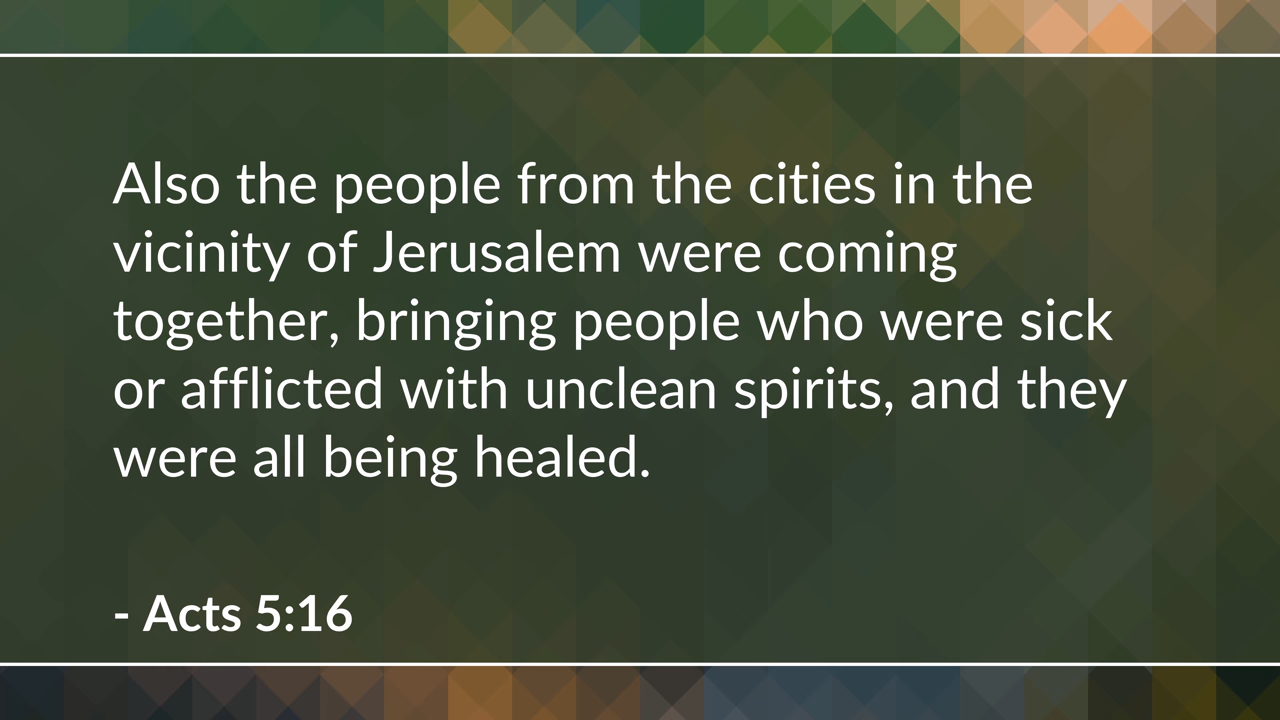 Also the people from the cities in the
vicinity of Jerusalem were coming
together, bringing people who were sick
or afflicted with unclean spirits, and they
were all being healed.
- Acts 5:16